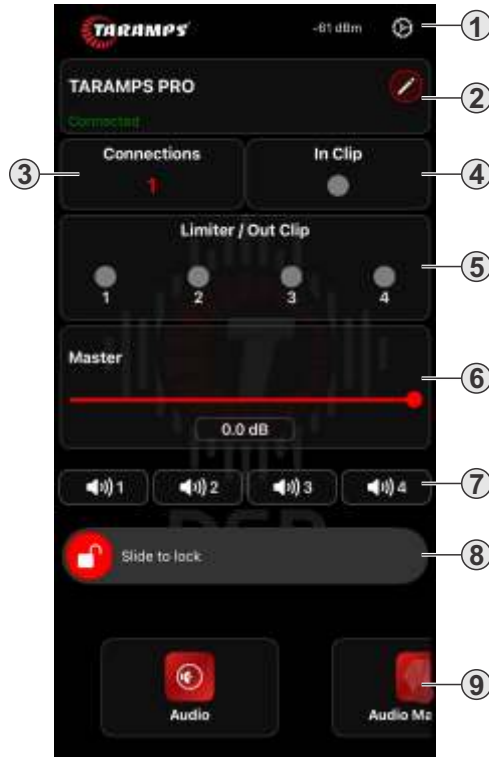 TARAMPS
-61 dBm
1
TARAMPS PRO
2
Connected
Connections
In Clip
3
1
4
Limiter / Out Clip
5
1 2 3 4
Master
6
0.0 dB
1 2 3 4
7
DSP
Slide to lock
8
9
Audio
Audio Ma